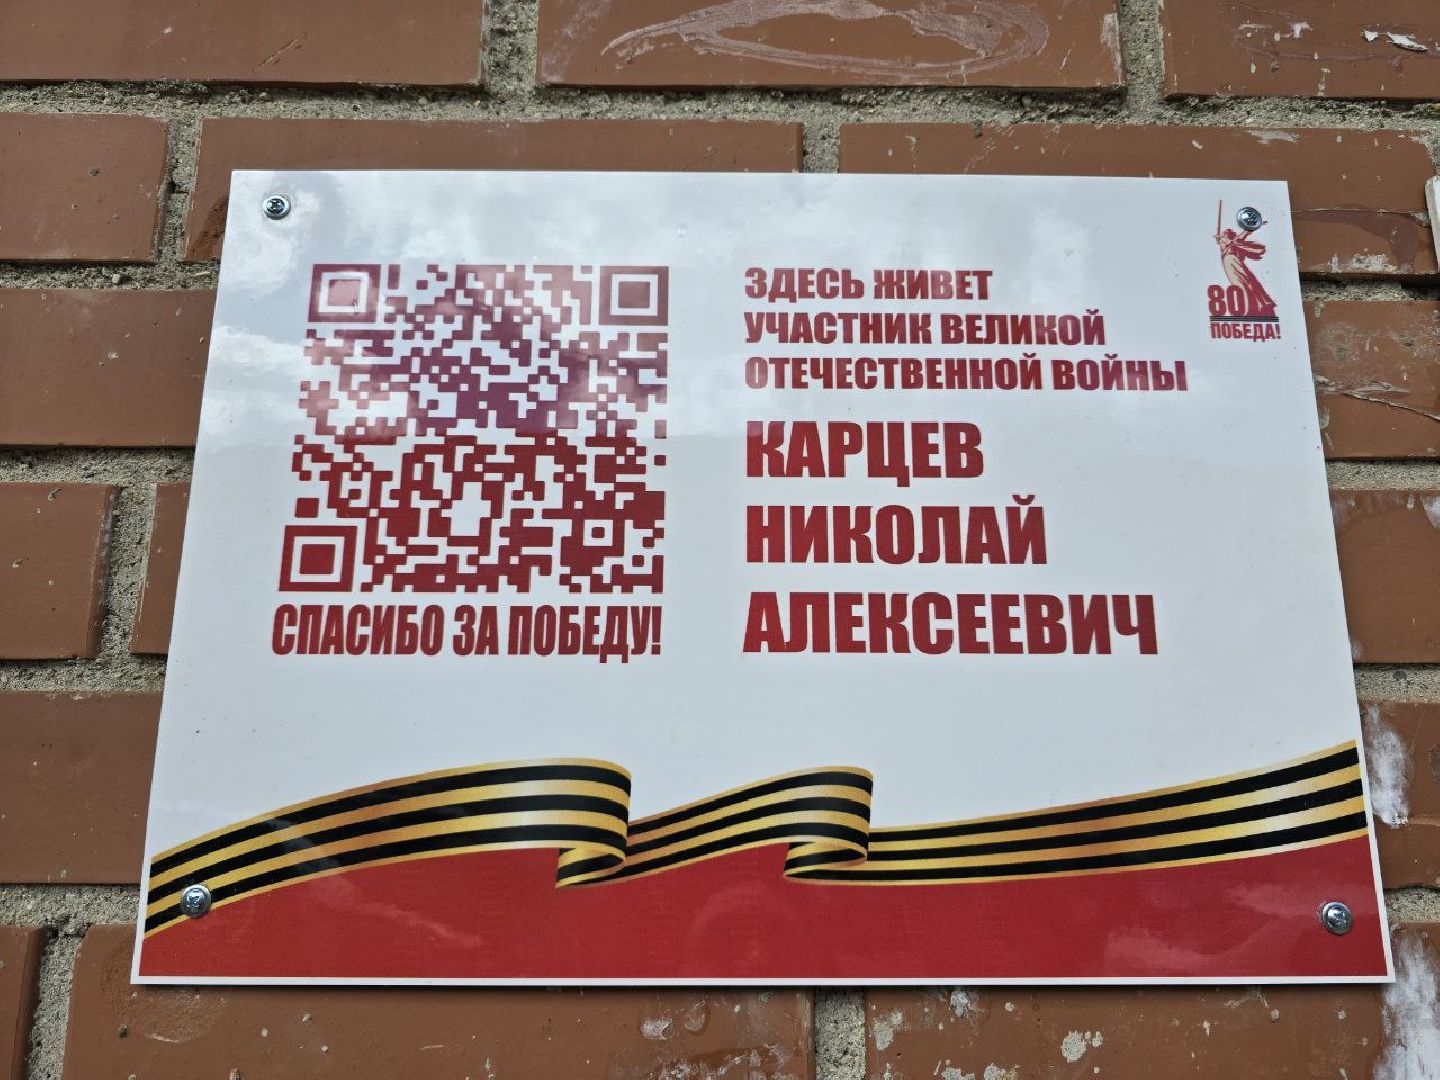 ЗДЕСЬ ЖИВЕТ
УЧАСТНИК ВЕЛИКОЙ
ОТЕЧЕСТВЕННОЙ ВОЙНЫ
КАРЦЕВ
НИКОЛАЙ
АЛЕКСЕЕВИЧ
СПАСИБО ЗА ПОБЕДУ!
80
ПОБЕДА!